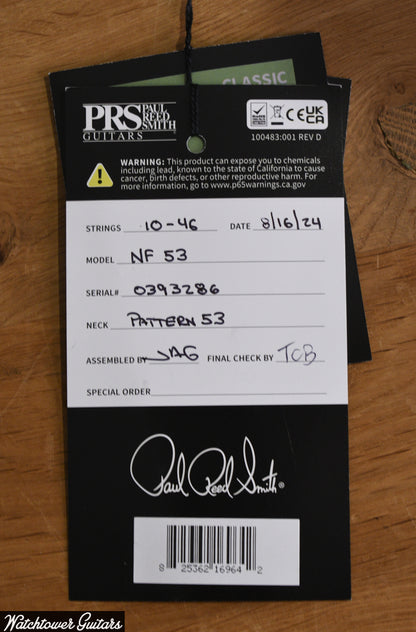 CLASSIC
PRS PAUL REED SMITH
GUITARS
CE UK CA
100483:001 REV D
WARNING: This product can expose you to chemicals
including lead, known to the state of California to cause
cancer, birth defects, or other reproductive harm. For
more information, go to www.p65warnings.ca.gov
STRINGS 10-46 DATE 8/16/24
MODEL NF 53
SERIAL# 0393286
NECK PATTERN 53
ASSEMBLED BY JAG FINAL CHECK BY TCB
SPECIAL ORDER
Paul Reed Smith®
8 25362 16964 2
Watchtower Guitars